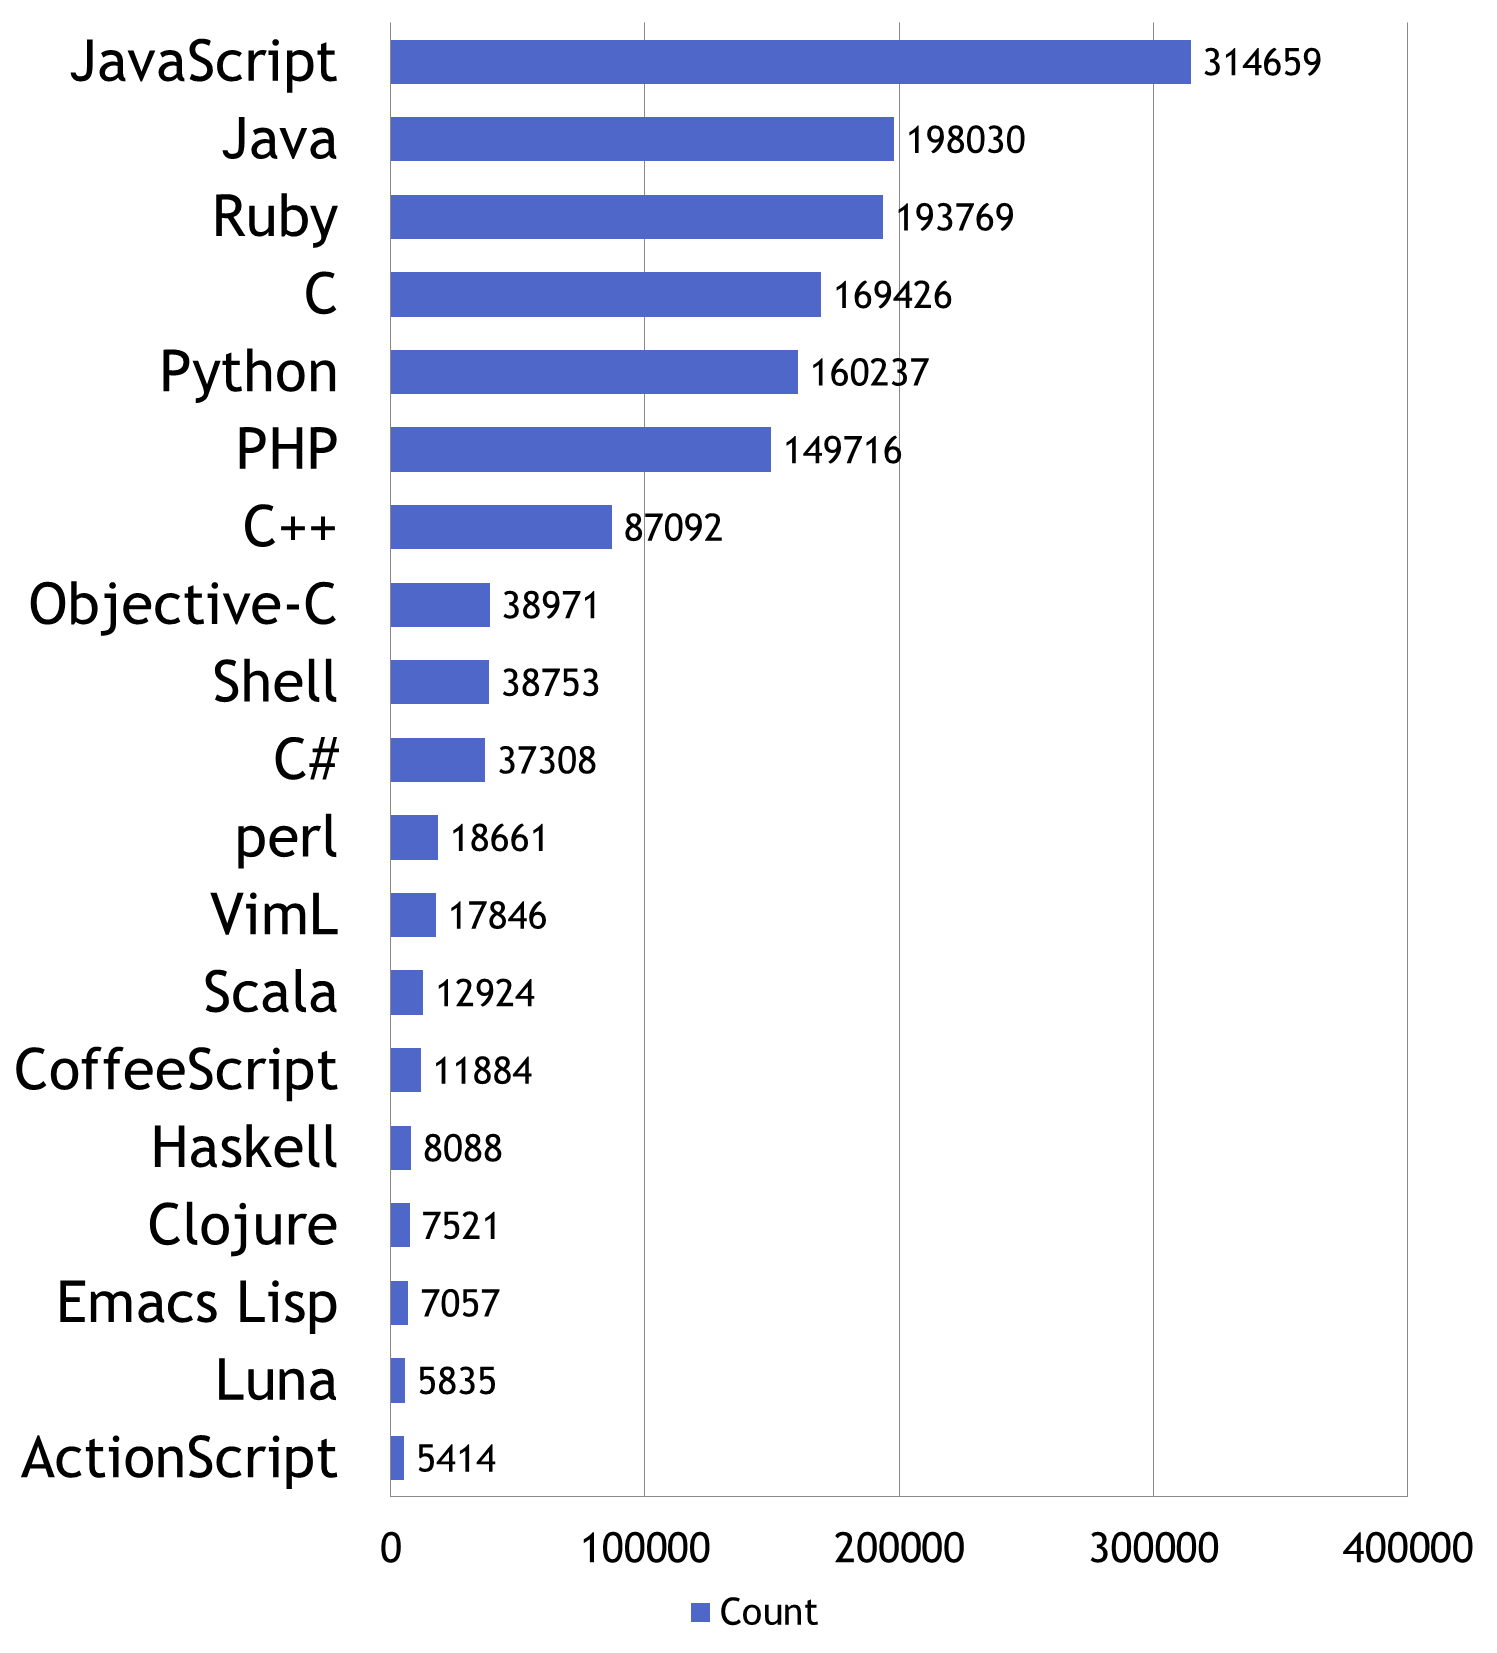 JavaScript 314659
Java 198030
Ruby 193769
C 169426
Python 160237
PHP 149716
C++ 87092
Objective-C 38971
Shell 38753
C# 37308
perl 18661
VimL 17846
Scala 12924
CoffeeScript 11884
Haskell 8088
Clojure 7521
Emacs Lisp 7057
Luna 5835
ActionScript 5414
0 100000 200000 300000 400000
Count